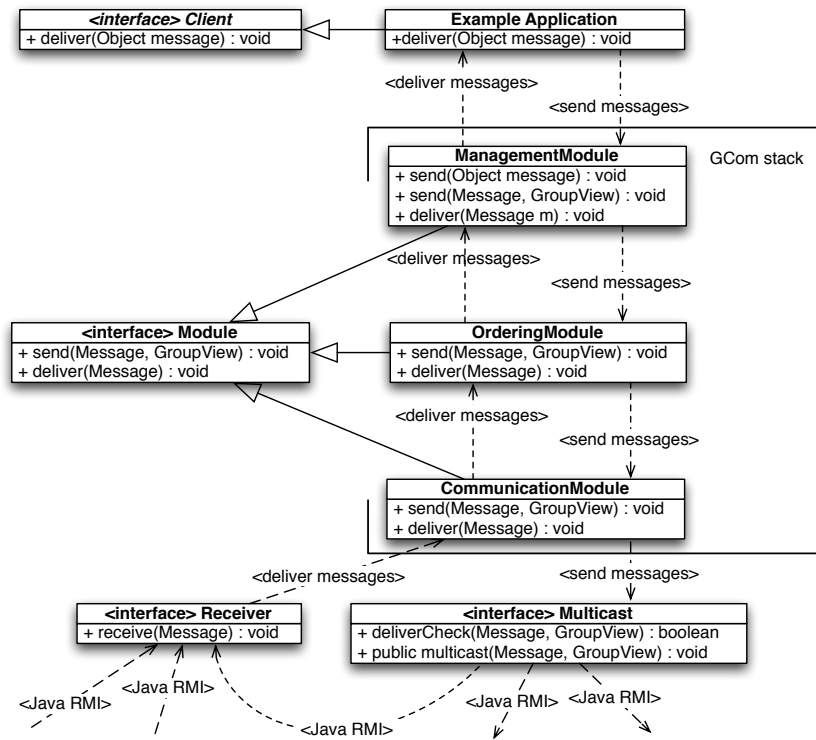 <interface> Client
+ deliver(Object message) : void
Example Application
+deliver(Object message) : void
<deliver messages>
<send messages>
GCom stack
ManagementModule
+ send(Object message) : void
+ send(Message, GroupView) : void
+ deliver(Message m) : void
<deliver messages>
<send messages>
<interface> Module
+ send(Message, GroupView) : void
+ deliver(Message) : void
OrderingModule
+ send(Message, GroupView) : void
+ deliver(Message) : void
<deliver messages>
<send messages>
CommunicationModule
+ send(Message, GroupView) : void
+ deliver(Message) : void
<deliver messages>
<send messages>
<interface> Receiver
+ receive(Message) : void
<interface> Multicast
+ deliverCheck(Message, GroupView) : boolean
+ public multicast(Message, GroupView) : void
<Java RMI>
<Java RMI>
<Java RMI>
<Java RMI>
<Java RMI>